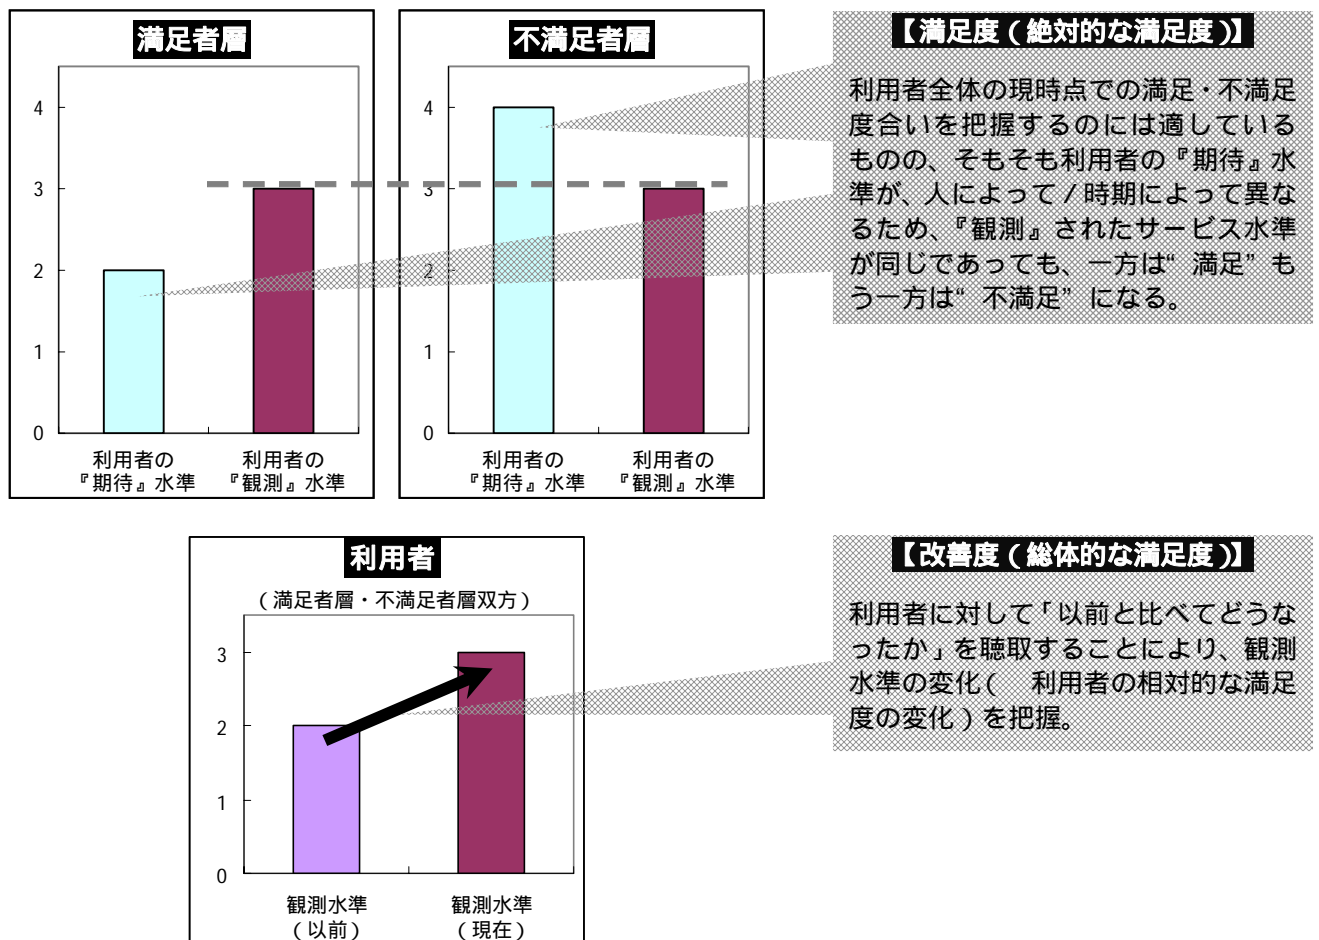 満足者層
4
3
2
1
0
利用者の
『期待』水準
利用者の
『観測』水準
不満足者層
4
3
2
1
0
利用者の
『期待』水準
利用者の
『観測』水準
【満足度(絶対的な満足度)】
利用者全体の現時点での満足・不満足
度合いを把握するのには適している
ものの、そもそも利用者の『期待』水
準が、人によって/時期によって異な
るため、『観測』されたサービス水準
が同じであっても、一方は“満足”も
う一方は“不満足”になる。
利用者
(満足者層・不満足者層双方)
3
2
1
0
観測水準
(以前)
観測水準
(現在)
【改善度(総体的な満足度)】
利用者に対して「以前と比べてどうな
ったか」を聴取することにより、観測
水準の変化( 利用者の相対的な満足
度の変化)を把握。